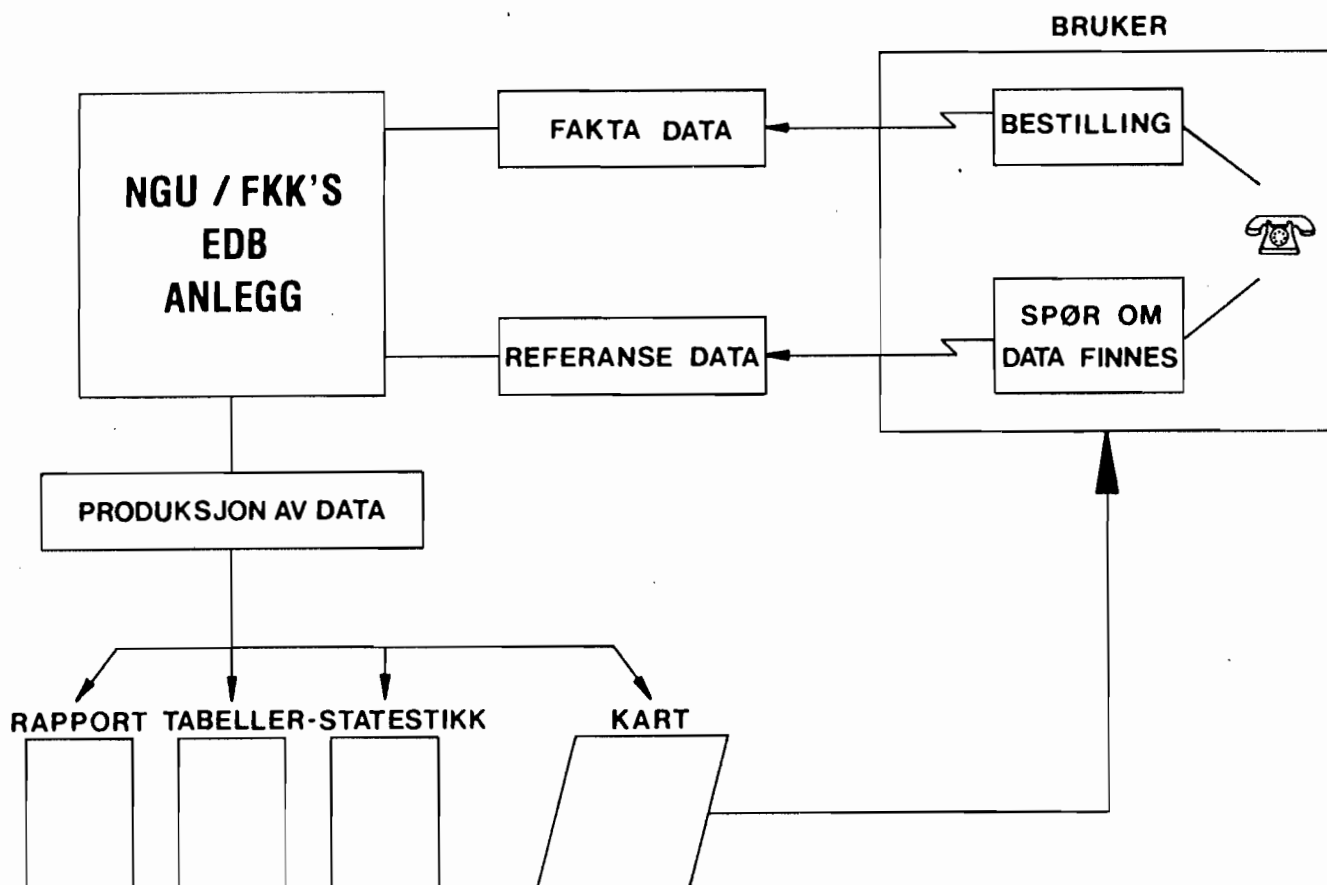 BRUKER
NGU / FKK'S
EDB
ANLEGG
FAKTA DATA
BESTILLING
REFERANSE DATA
SPØR OM
DATA FINNES
PRODUKSJON AV DATA
RAPPORT TABELLER-STATESTIKK KART